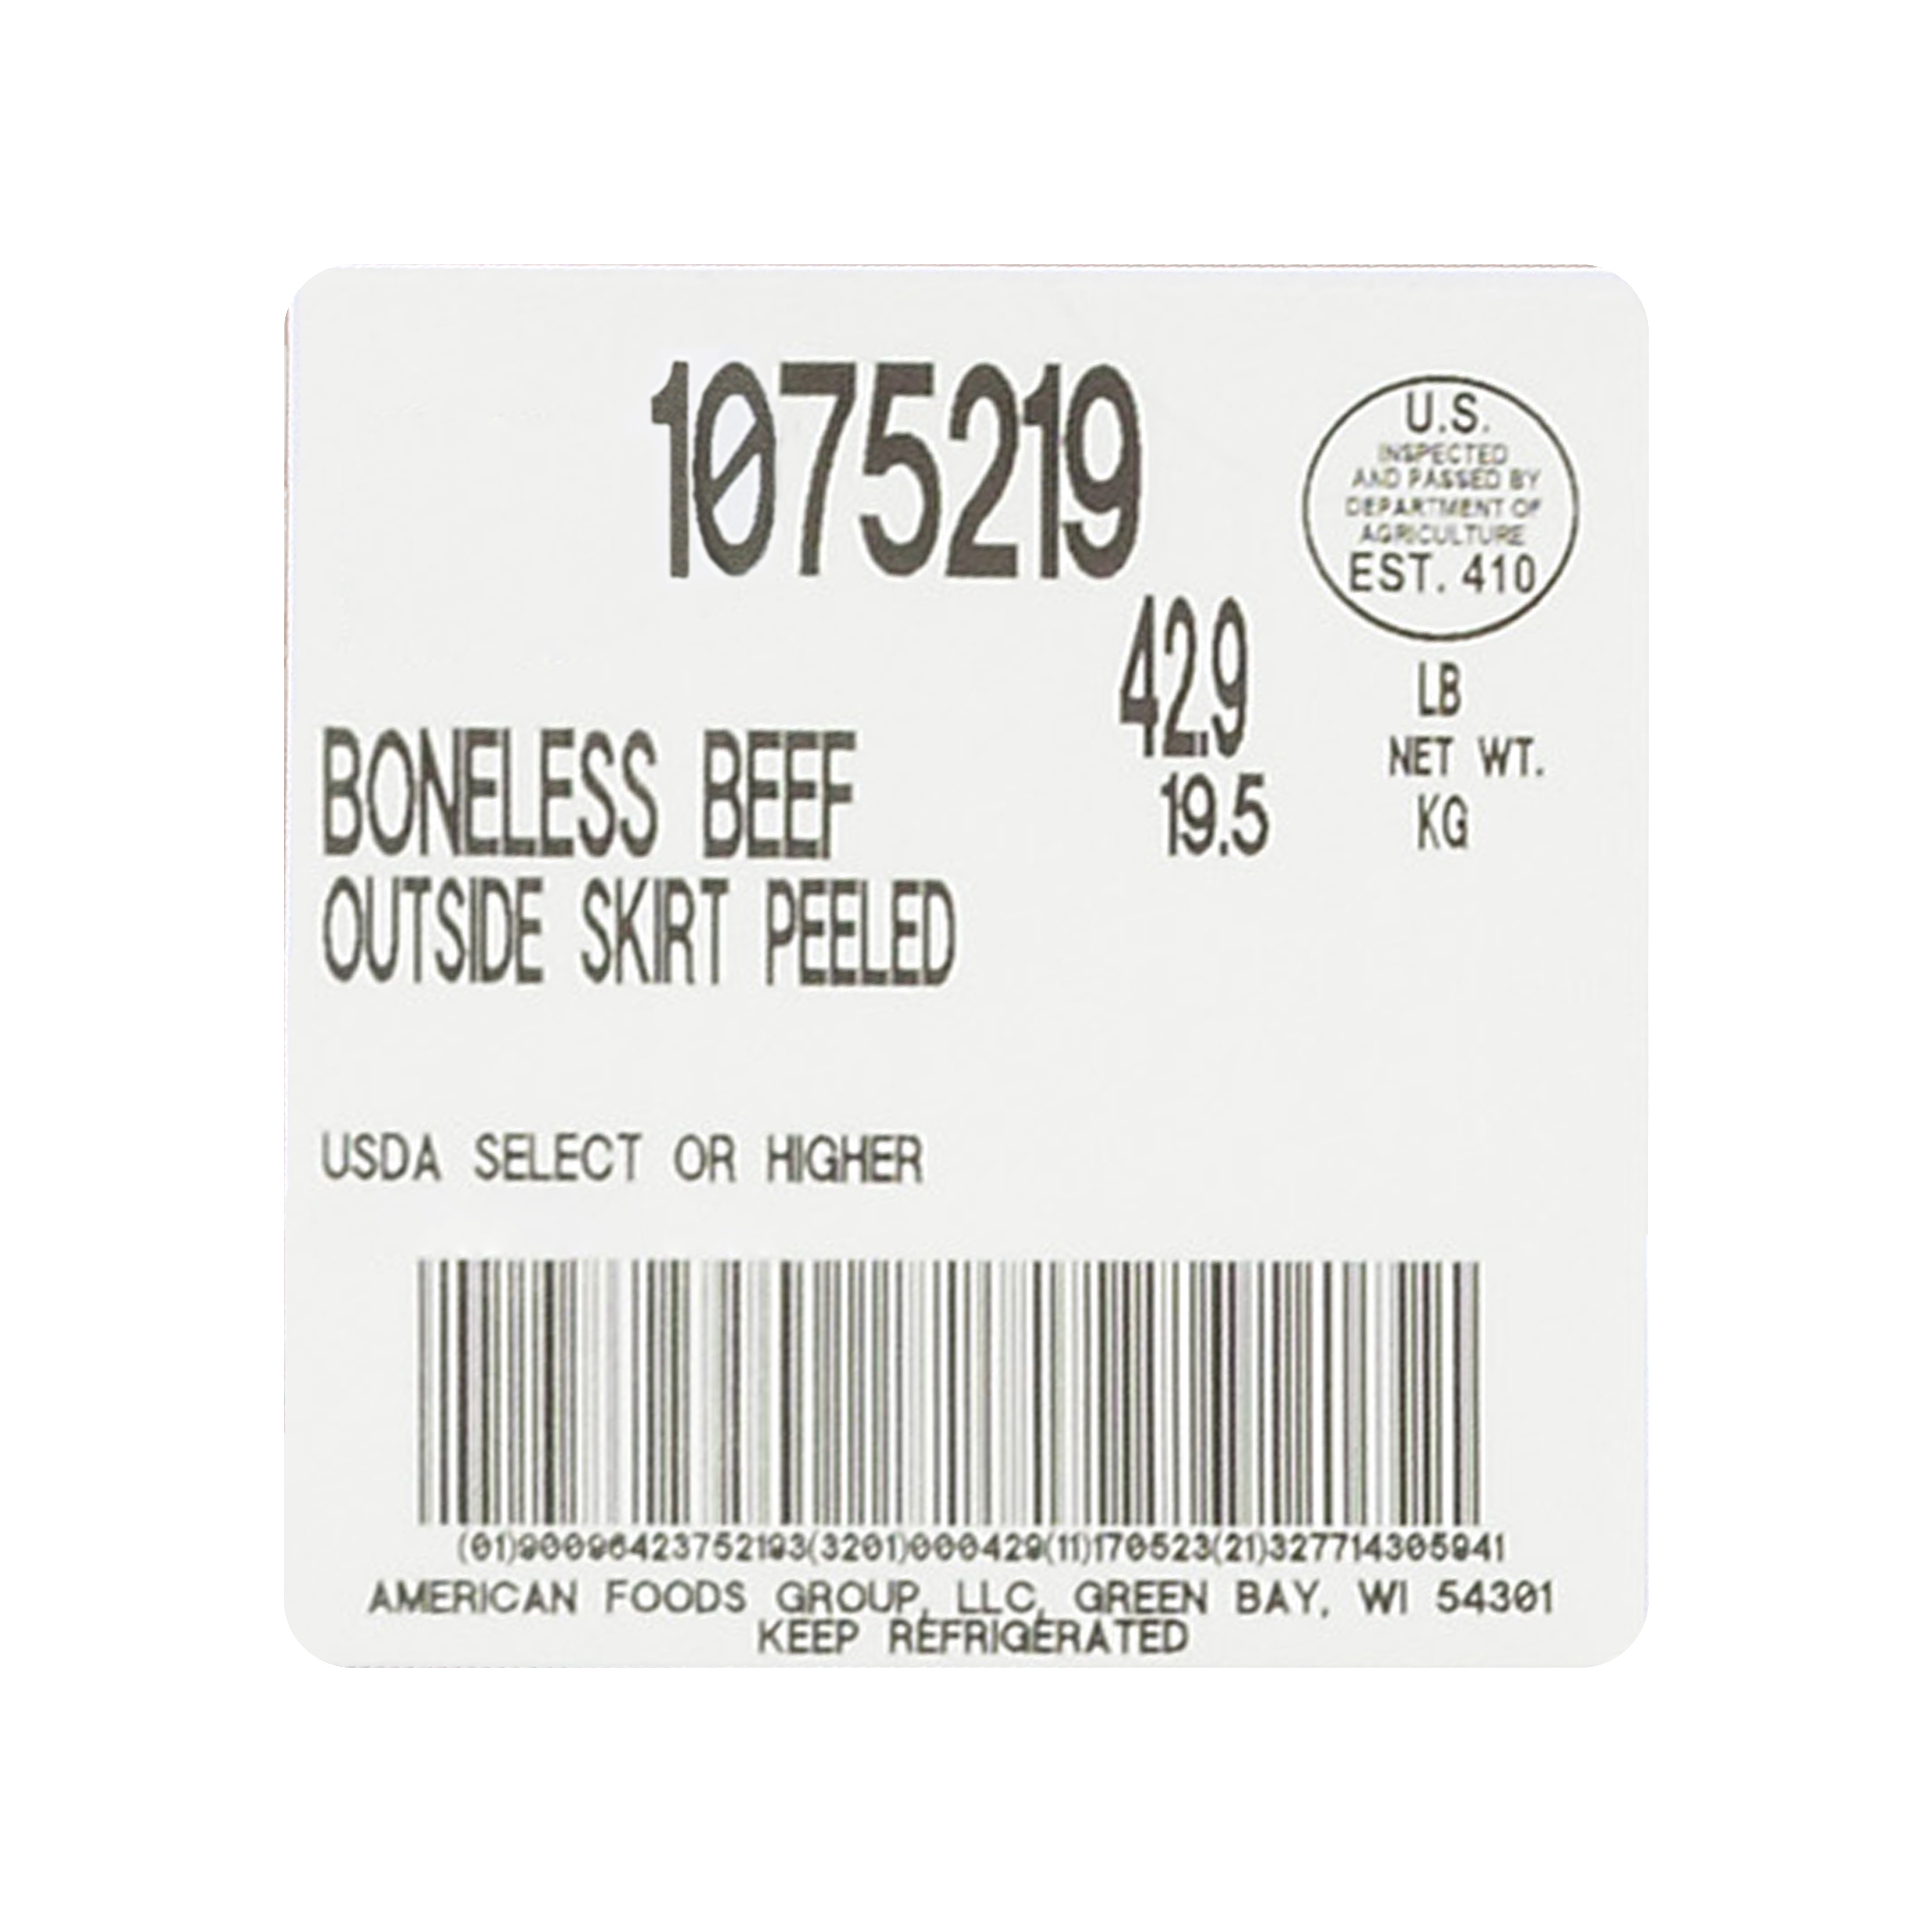 1075219
U.S.
INSPECTED
AND PASSED BY
DEPARTMENT OF
AGRICULTURE
EST. 410
42.9 LB
NET WT.
19.5 KG
BONELESS BEEF
OUTSIDE SKIRT PEELED
USDA SELECT OR HIGHER
(01)90096423752193(3201)000429(11)170523(21)327714305941
AMERICAN FOODS GROUP, LLC, GREEN BAY, WI 54301
KEEP REFRIGERATED